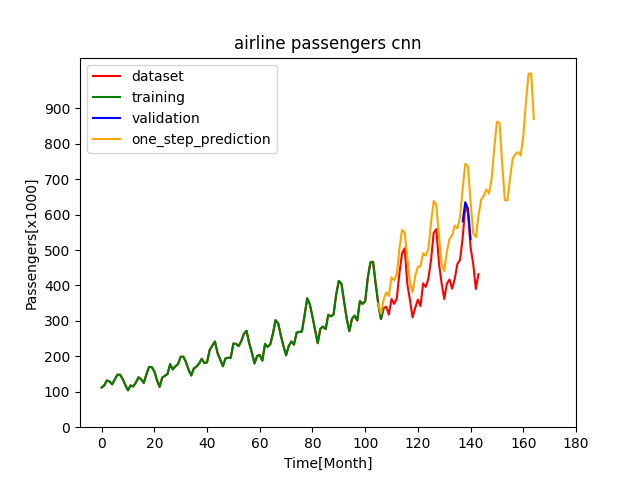 airline passengers cnn
dataset
training
validation
one_step_prediction
Passengers[x1000]
900
800
700
600
500
400
300
200
100
0
0 20 40 60 80 100 120 140 160 180
Time[Month]